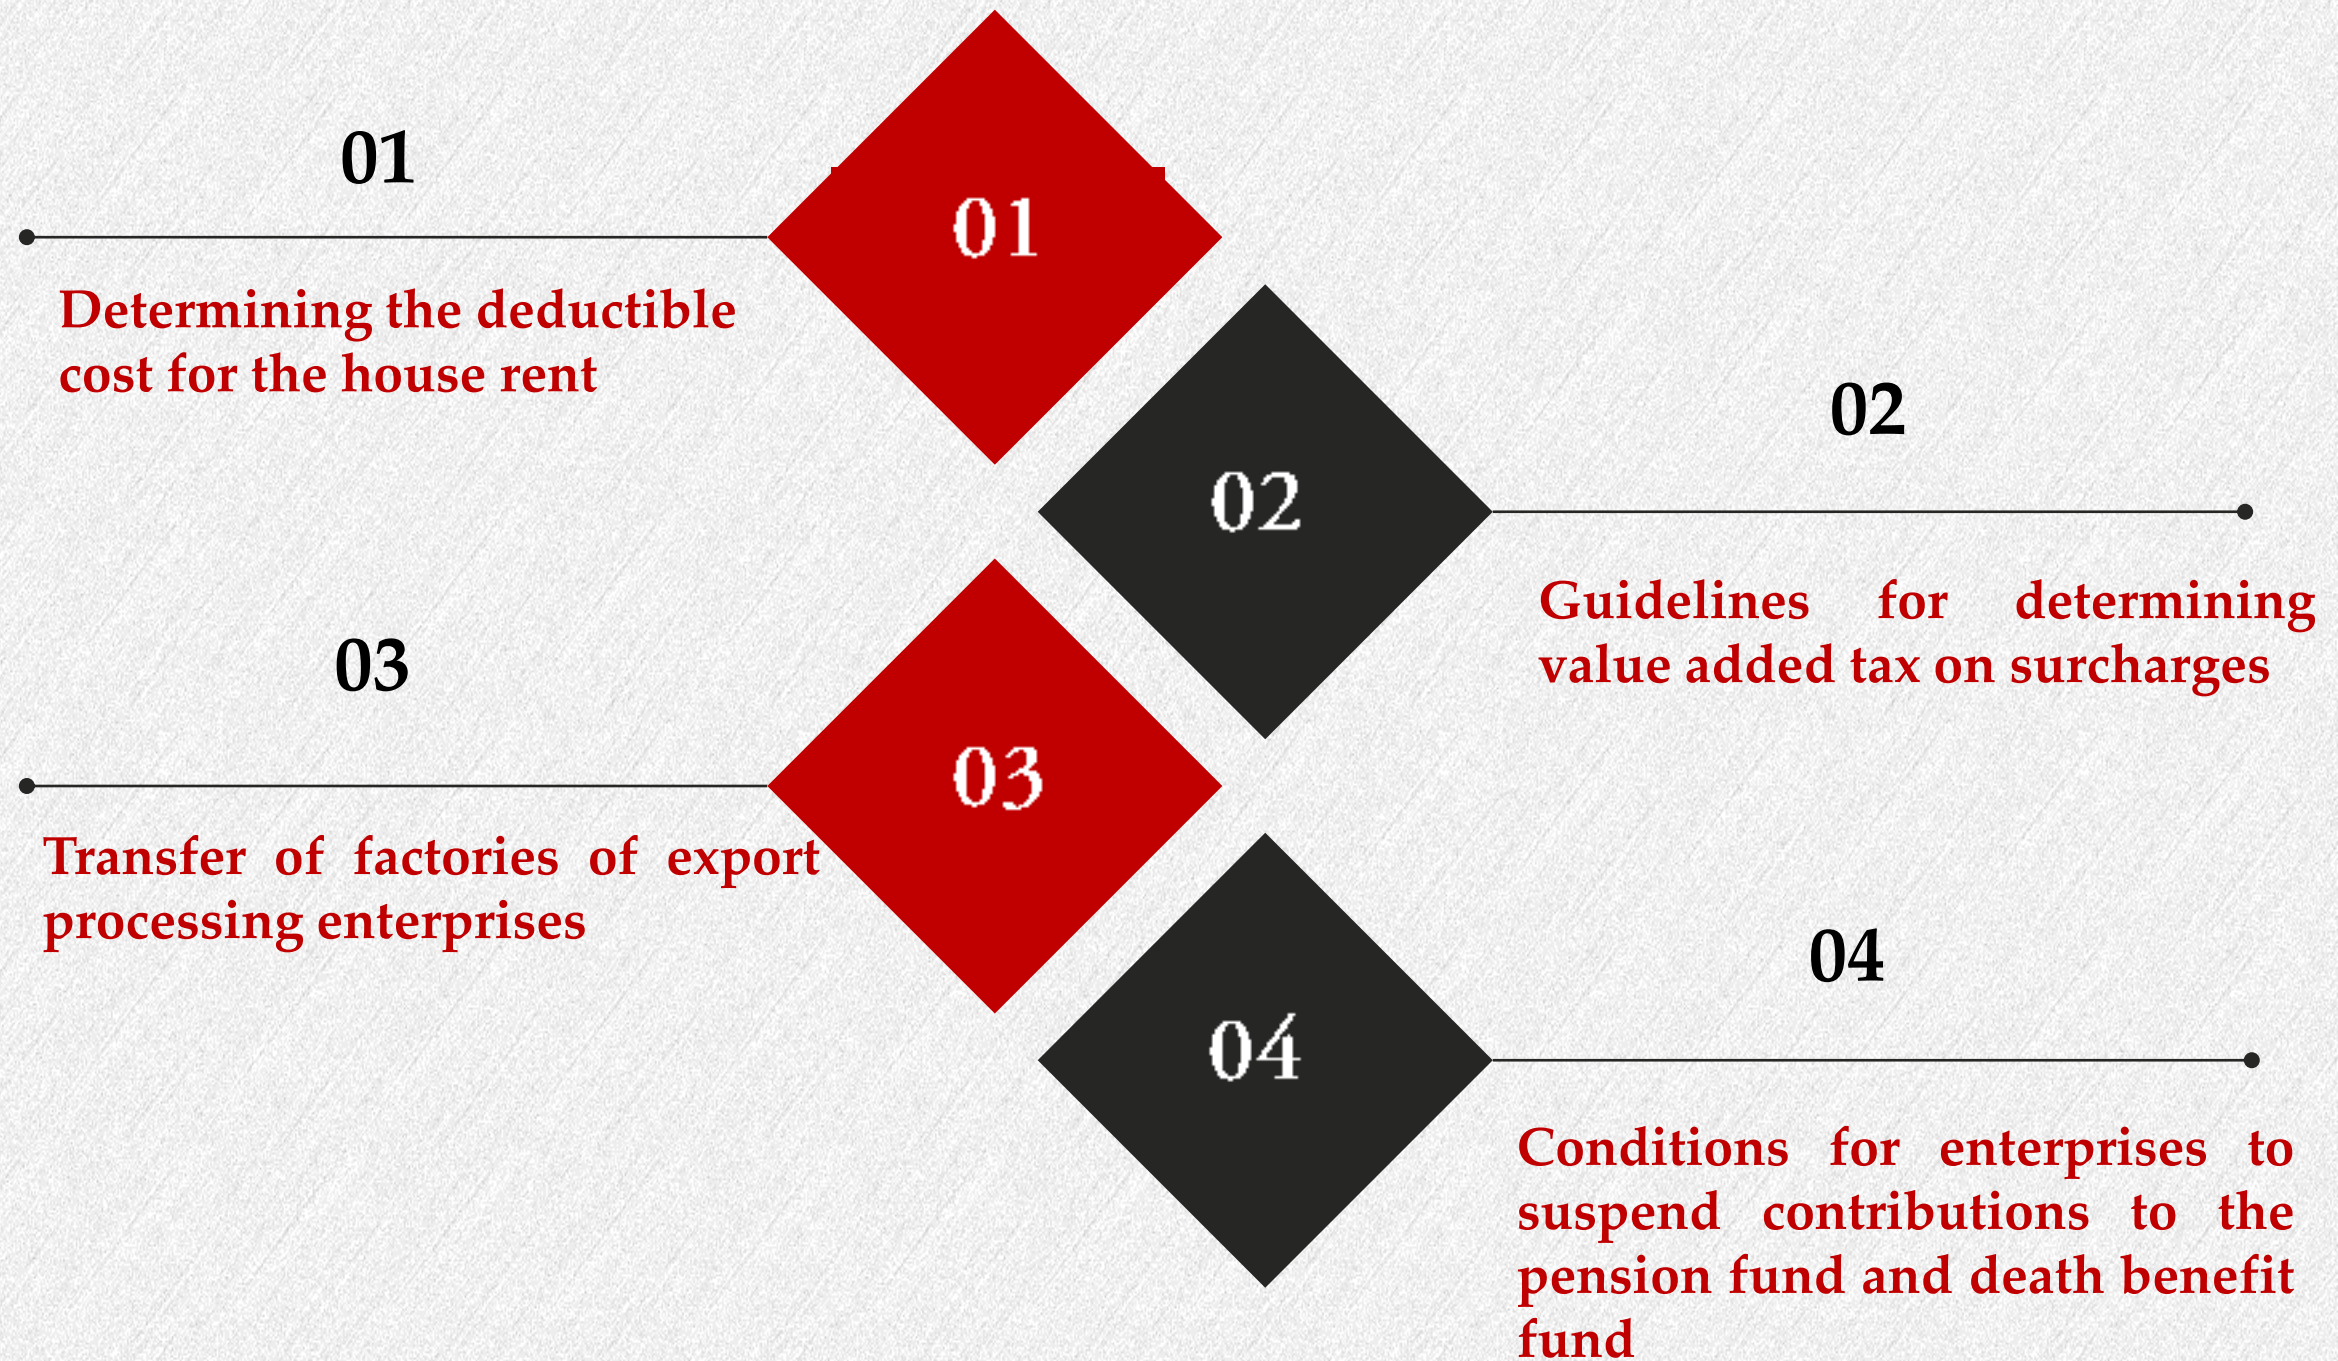 01
01
Determining the deductible
cost for the house rent
02
02
Guidelines for determining
value added tax on surcharges
03
03
Transfer of factories of export
processing enterprises
04
04
Conditions for enterprises to
suspend contributions to the
pension fund and death benefit
fund